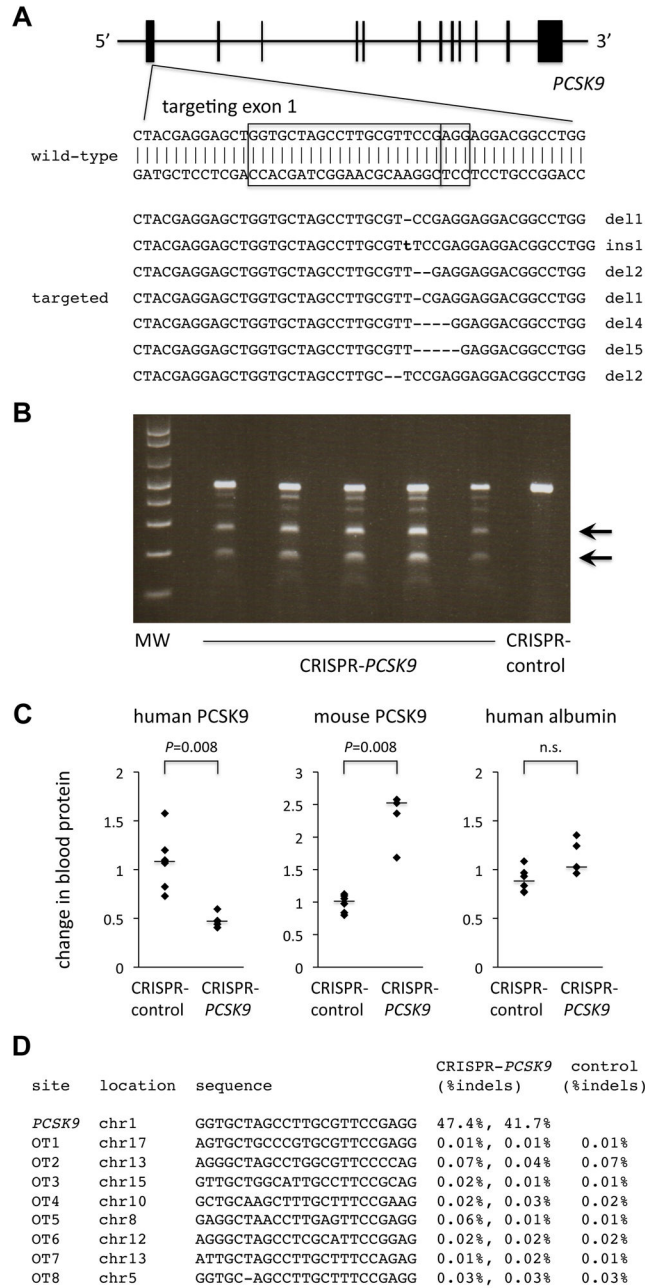 A
5’ 3’
PCSK9
targeting exon 1
CTACGAGGAGCTGGTGCTAGCCTTGCGTTCCGAGGAGGACGGCCTGG
wild-type
GATGCTCCTCGACCACGATCGGAACGCAAGGCTCCTCCTGCCGGACC
CTACGAGGAGCTGGTGCTAGCCTTGCGT-CCGAGGAGGACGGCCTGG del1
CTACGAGGAGCTGGTGCTAGCCTTGCGTtTCCGAGGAGGACGGCCTGG ins1
CTACGAGGAGCTGGTGCTAGCCTTGCGTT--GAGGAGGACGGCCTGG del2
targeted CTACGAGGAGCTGGTGCTAGCCTTGCGTT-CGAGGAGGACGGCCTGG del1
CTACGAGGAGCTGGTGCTAGCCTTGCGTT----GGAGGACGGCCTGG del4
CTACGAGGAGCTGGTGCTAGCCTTGCGTT-----GAGGACGGCCTGG del5
CTACGAGGAGCTGGTGCTAGCCTTGC--TCCGAGGAGGACGGCCTGG del2
B
MW CRISPR-PCSK9 CRISPR-control
C
human PCSK9 mouse PCSK9 human albumin
P=0.008 P=0.008 n.s.
change in blood protein
2 1.5 1 0.5 0
3 2.5 2 1.5 1 0.5 0
2 1.5 1 0.5 0
CRISPR-control CRISPR-PCSK9 CRISPR-control CRISPR-PCSK9 CRISPR-control CRISPR-PCSK9
D
CRISPR-PCSK9 control
site location sequence (%indels) (%indels)
PCSK9 chr1 GGTGCTAGCCTTGCGTTCCGAGG 47.4%, 41.7%
OT1 chr17 AGTGCTGCCCGTGCGTTCCGAGG 0.01%, 0.01% 0.01%
OT2 chr13 AGGGCTAGCCTGGCGTTCCCCAG 0.07%, 0.04% 0.07%
OT3 chr15 GTTGCTGGCATTGCCTTCCGCAG 0.02%, 0.01% 0.01%
OT4 chr10 GCTGCAAGCTTTGCTTTCCGAAG 0.02%, 0.03% 0.02%
OT5 chr8 GAGGCTAACCTTGAGTTCCGAGG 0.06%, 0.01% 0.01%
OT6 chr12 AGGGCTAGCCTCGCATTCCGGAG 0.02%, 0.02% 0.02%
OT7 chr13 ATTGCTAGCCTTGCTTTCCAGAG 0.01%, 0.02% 0.01%
OT8 chr5 GGTGC-AGCCTTGCTTTCCGAGG 0.03%, 0.03% 0.03%